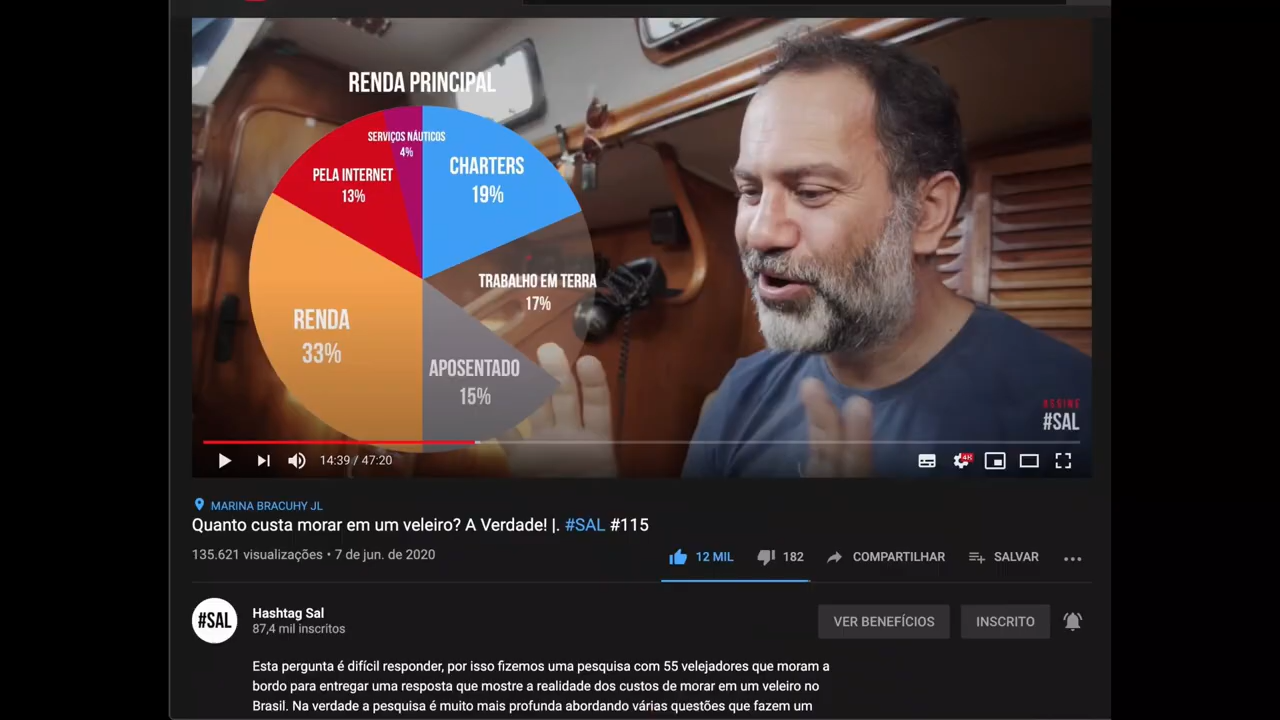 RENDA PRINCIPAL
SERVIÇOS NÁUTICOS
4%
CHARTERS
19%
PELA INTERNET
13%
TRABALHO EM TERRA
17%
RENDA
33%
APOSENTADO
15%
ASSINE
#SAL
14:39 / 47:20
4K
MARINA BRACUHY JL
Quanto custa morar em um veleiro? A Verdade! |. #SAL #115
135.621 visualizações • 7 de jun. de 2020
12 MIL
182
COMPARTILHAR
SALVAR
#SAL
Hashtag Sal
87,4 mil inscritos
VER BENEFÍCIOS
INSCRITO
Esta pergunta é difícil responder, por isso fizemos uma pesquisa com 55 velejadores que moram a
bordo para entregar uma resposta que mostre a realidade dos custos de morar em um veleiro no
Brasil. Na verdade a pesquisa é muito mais profunda abordando várias questões que fazem um